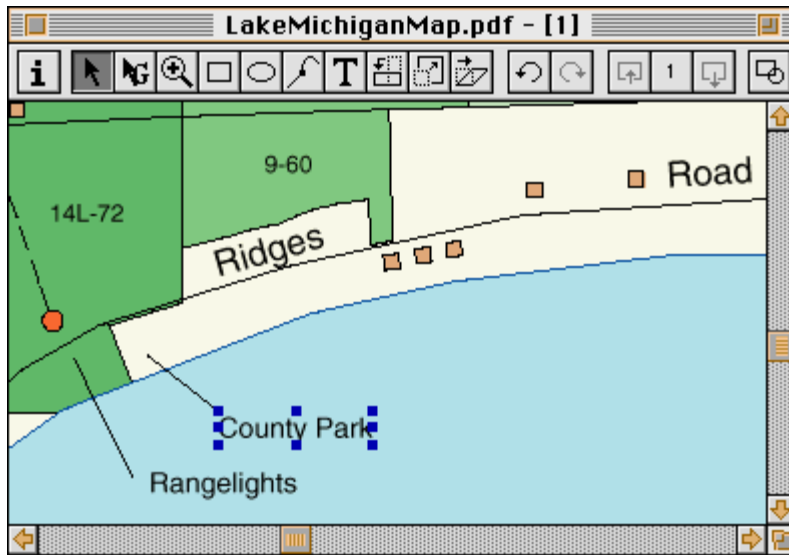 LakeMichiganMap.pdf - [1]
i G T 1
9-60
Road
14L-72
Ridges
County Park
Rangelights